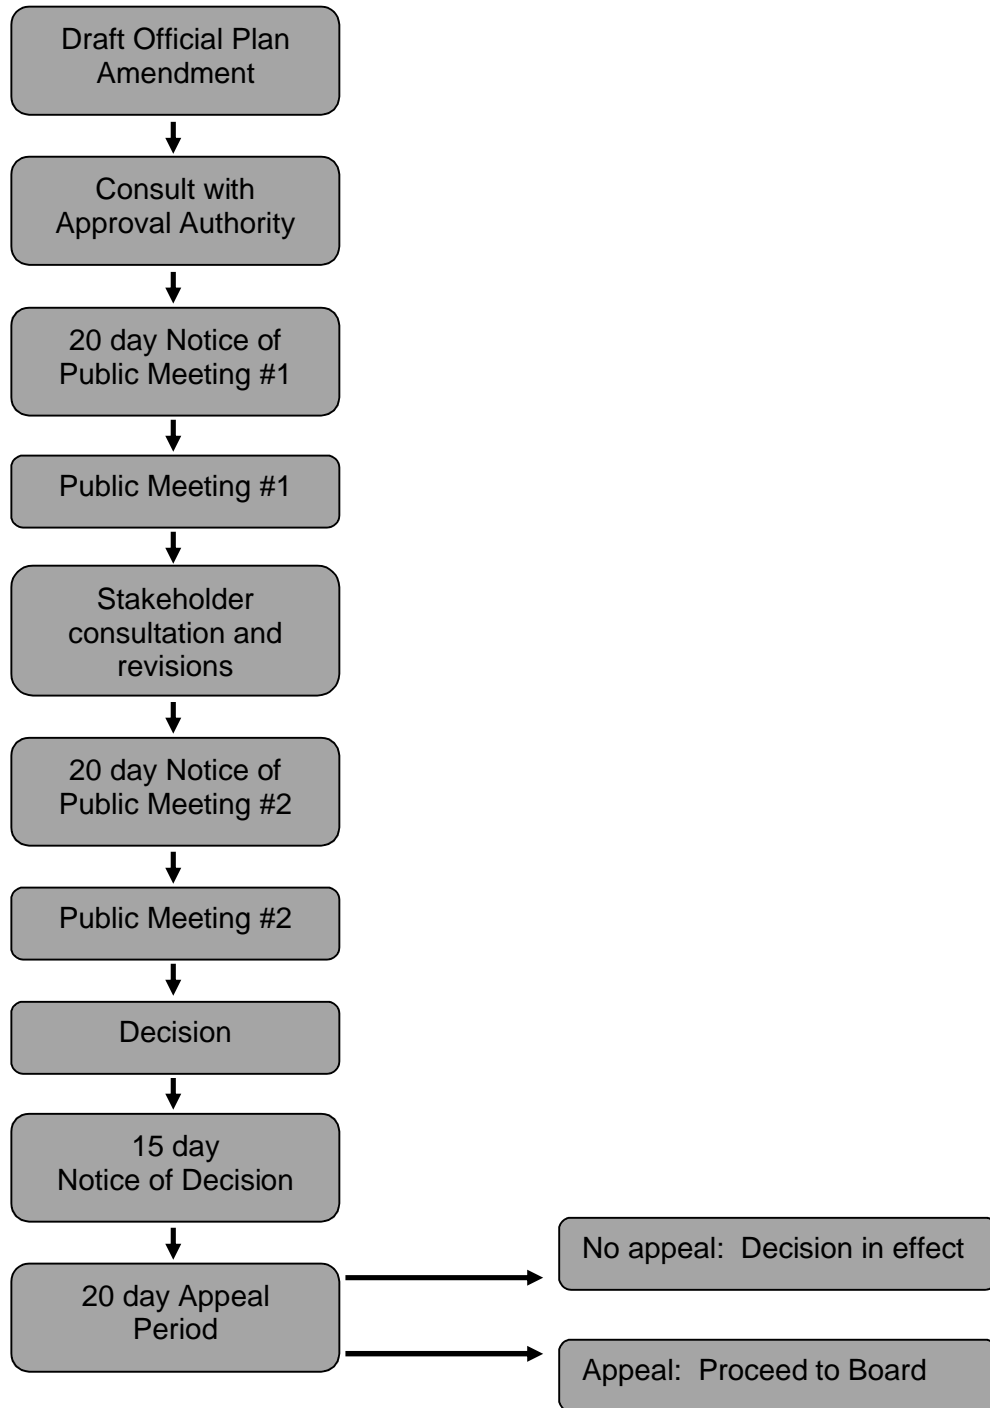 Draft Official Plan
Amendment
Consult with
Approval Authority
20 day Notice of
Public Meeting #1
Public Meeting #1
Stakeholder
consultation and
revisions
20 day Notice of
Public Meeting #2
Public Meeting #2
Decision
15 day
Notice of Decision
20 day Appeal
Period
No appeal:  Decision in effect
Appeal:  Proceed to Board